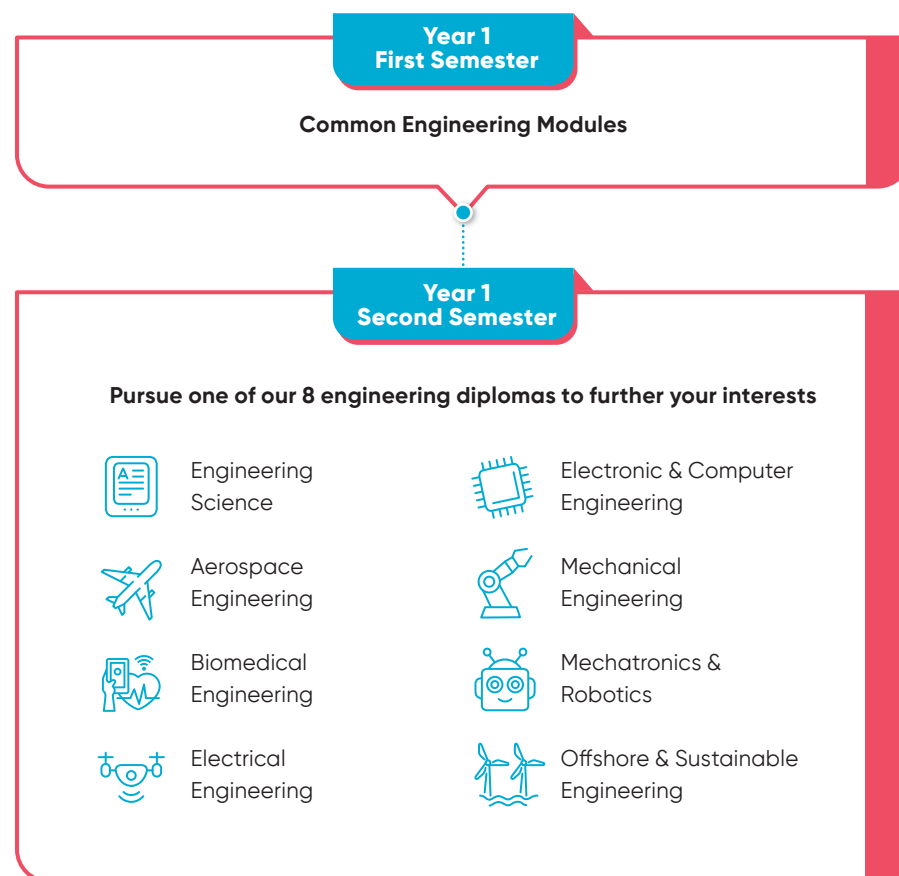 Year 1
First Semester
Common Engineering Modules
Year 1
Second Semester
Pursue one of our 8 engineering diplomas to further your interests
Engineering
Science
Aerospace
Engineering
Biomedical
Engineering
Electrical
Engineering
Electronic & Computer
Engineering
Mechanical
Engineering
Mechatronics &
Robotics
Offshore & Sustainable
Engineering